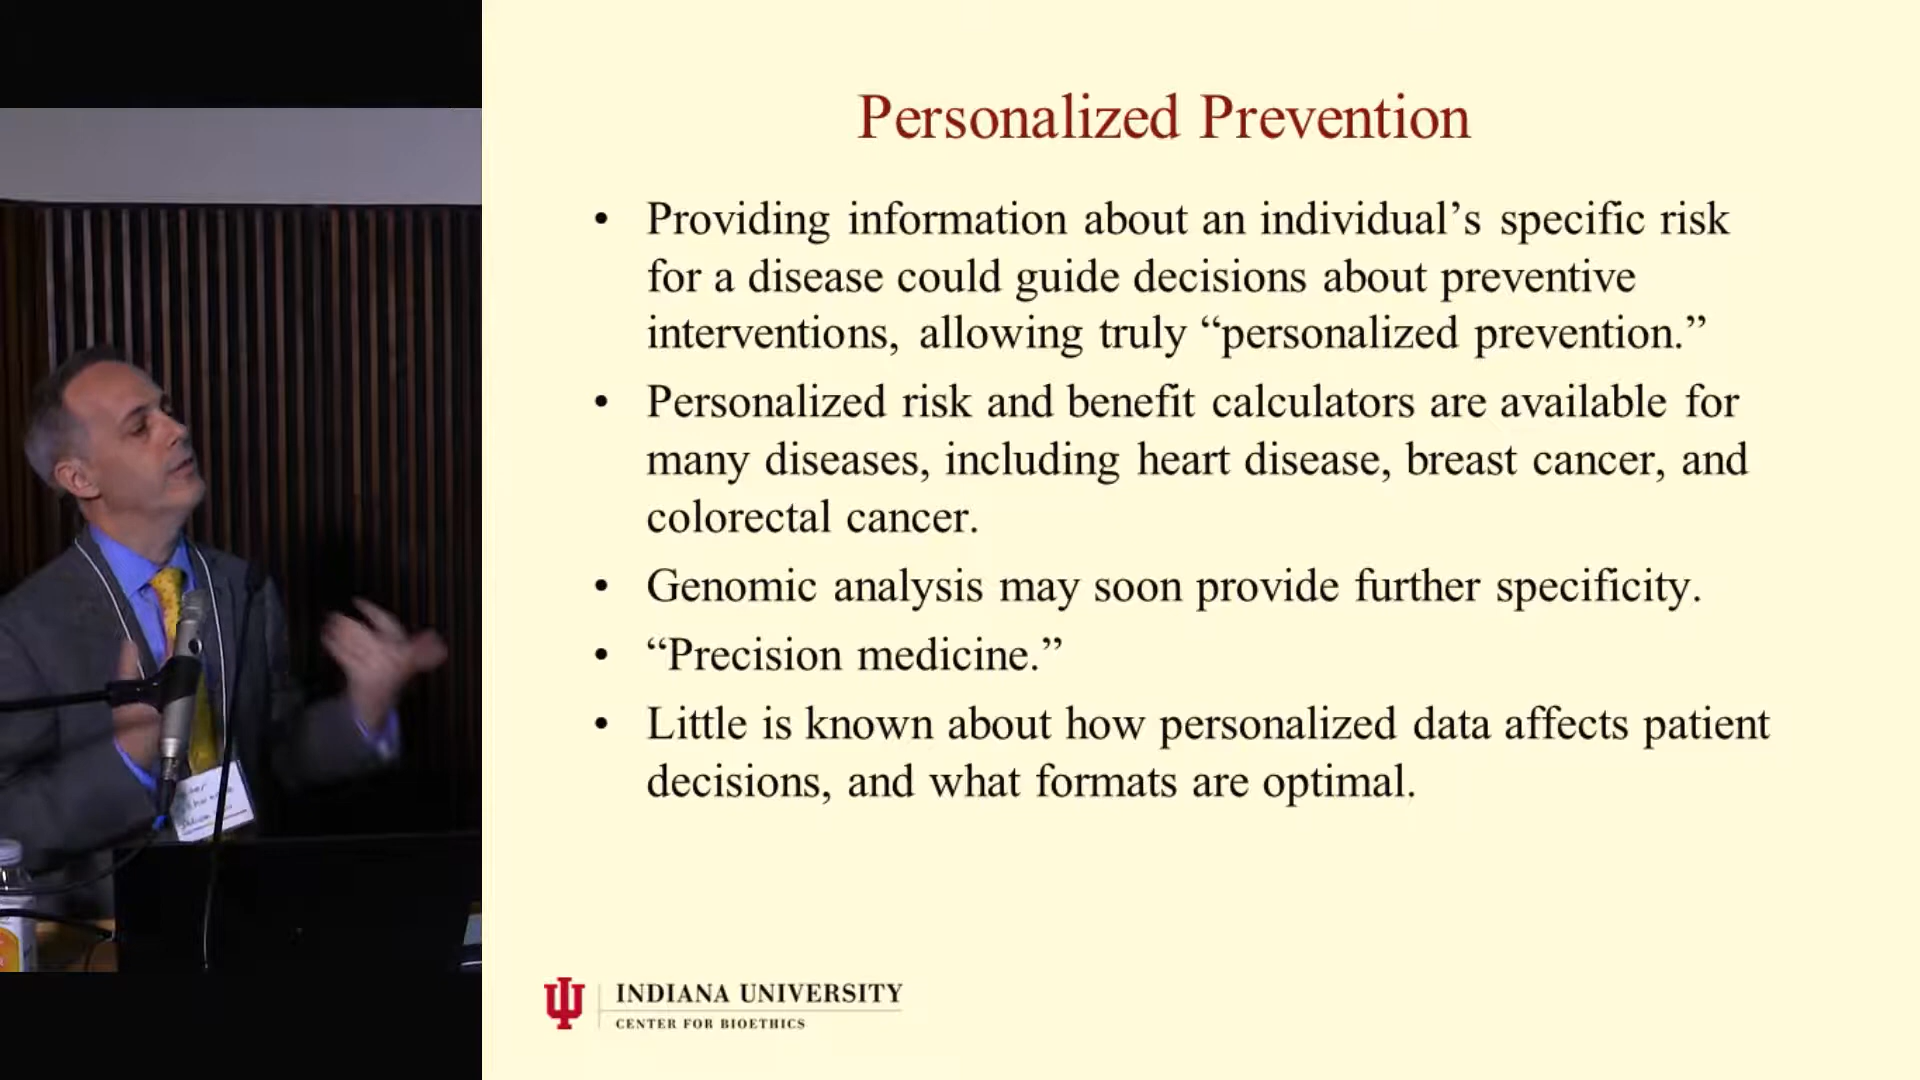 Personalized Prevention
• Providing information about an individual’s specific risk
for a disease could guide decisions about preventive
interventions, allowing truly “personalized prevention.”
• Personalized risk and benefit calculators are available for
many diseases, including heart disease, breast cancer, and
colorectal cancer.
• Genomic analysis may soon provide further specificity.
• “Precision medicine.”
• Little is known about how personalized data affects patient
decisions, and what formats are optimal.
INDIANA UNIVERSITY
CENTER FOR BIOETHICS